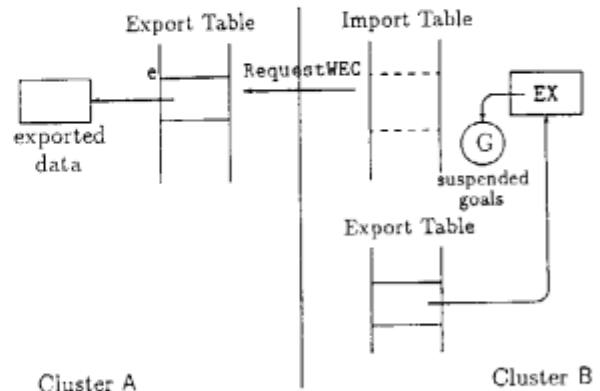 Export Table
Import Table
e
RequestWEC
EX
exported
data
G
suspended
goals
Export Table
Cluster A
Cluster B